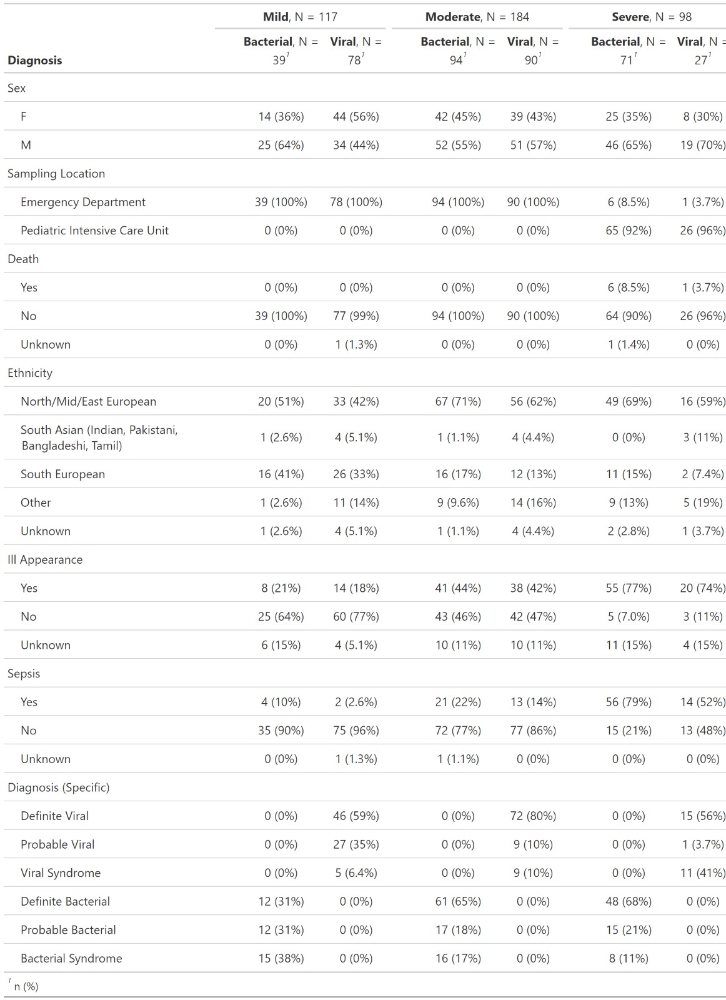 Mild, N = 117 Moderate, N = 184 Severe, N = 98
Bacterial, N = Viral, N = Bacterial, N = Viral, N = Bacterial, N = Viral, N =
Diagnosis 39¹ 78¹ 94¹ 90¹ 71¹ 27¹
Sex
F 14 (36%) 44 (56%) 42 (45%) 39 (43%) 25 (35%) 8 (30%)
M 25 (64%) 34 (44%) 52 (55%) 51 (57%) 46 (65%) 19 (70%)
Sampling Location
Emergency Department 39 (100%) 78 (100%) 94 (100%) 90 (100%) 6 (8.5%) 1 (3.7%)
Pediatric Intensive Care Unit 0 (0%) 0 (0%) 0 (0%) 0 (0%) 65 (92%) 26 (96%)
Death
Yes 0 (0%) 0 (0%) 0 (0%) 0 (0%) 6 (8.5%) 1 (3.7%)
No 39 (100%) 77 (99%) 94 (100%) 90 (100%) 64 (90%) 26 (96%)
Unknown 0 (0%) 1 (1.3%) 0 (0%) 0 (0%) 1 (1.4%) 0 (0%)
Ethnicity
North/Mid/East European 20 (51%) 33 (42%) 67 (71%) 56 (62%) 49 (69%) 16 (59%)
South Asian (Indian, Pakistani,
Bangladeshi, Tamil) 1 (2.6%) 4 (5.1%) 1 (1.1%) 4 (4.4%) 0 (0%) 3 (11%)
South European 16 (41%) 26 (33%) 16 (17%) 12 (13%) 11 (15%) 2 (7.4%)
Other 1 (2.6%) 11 (14%) 9 (9.6%) 14 (16%) 9 (13%) 5 (19%)
Unknown 1 (2.6%) 4 (5.1%) 1 (1.1%) 4 (4.4%) 2 (2.8%) 1 (3.7%)
Ill Appearance
Yes 8 (21%) 14 (18%) 41 (44%) 38 (42%) 55 (77%) 20 (74%)
No 25 (64%) 60 (77%) 43 (46%) 42 (47%) 5 (7.0%) 3 (11%)
Unknown 6 (15%) 4 (5.1%) 10 (11%) 10 (11%) 11 (15%) 4 (15%)
Sepsis
Yes 4 (10%) 2 (2.6%) 21 (22%) 13 (14%) 56 (79%) 14 (52%)
No 35 (90%) 75 (96%) 72 (77%) 77 (86%) 15 (21%) 13 (48%)
Unknown 0 (0%) 1 (1.3%) 1 (1.1%) 0 (0%) 0 (0%) 0 (0%)
Diagnosis (Specific)
Definite Viral 0 (0%) 46 (59%) 0 (0%) 72 (80%) 0 (0%) 15 (56%)
Probable Viral 0 (0%) 27 (35%) 0 (0%) 9 (10%) 0 (0%) 1 (3.7%)
Viral Syndrome 0 (0%) 5 (6.4%) 0 (0%) 9 (10%) 0 (0%) 11 (41%)
Definite Bacterial 12 (31%) 0 (0%) 61 (65%) 0 (0%) 48 (68%) 0 (0%)
Probable Bacterial 12 (31%) 0 (0%) 17 (18%) 0 (0%) 15 (21%) 0 (0%)
Bacterial Syndrome 15 (38%) 0 (0%) 16 (17%) 0 (0%) 8 (11%) 0 (0%)
¹ n (%)